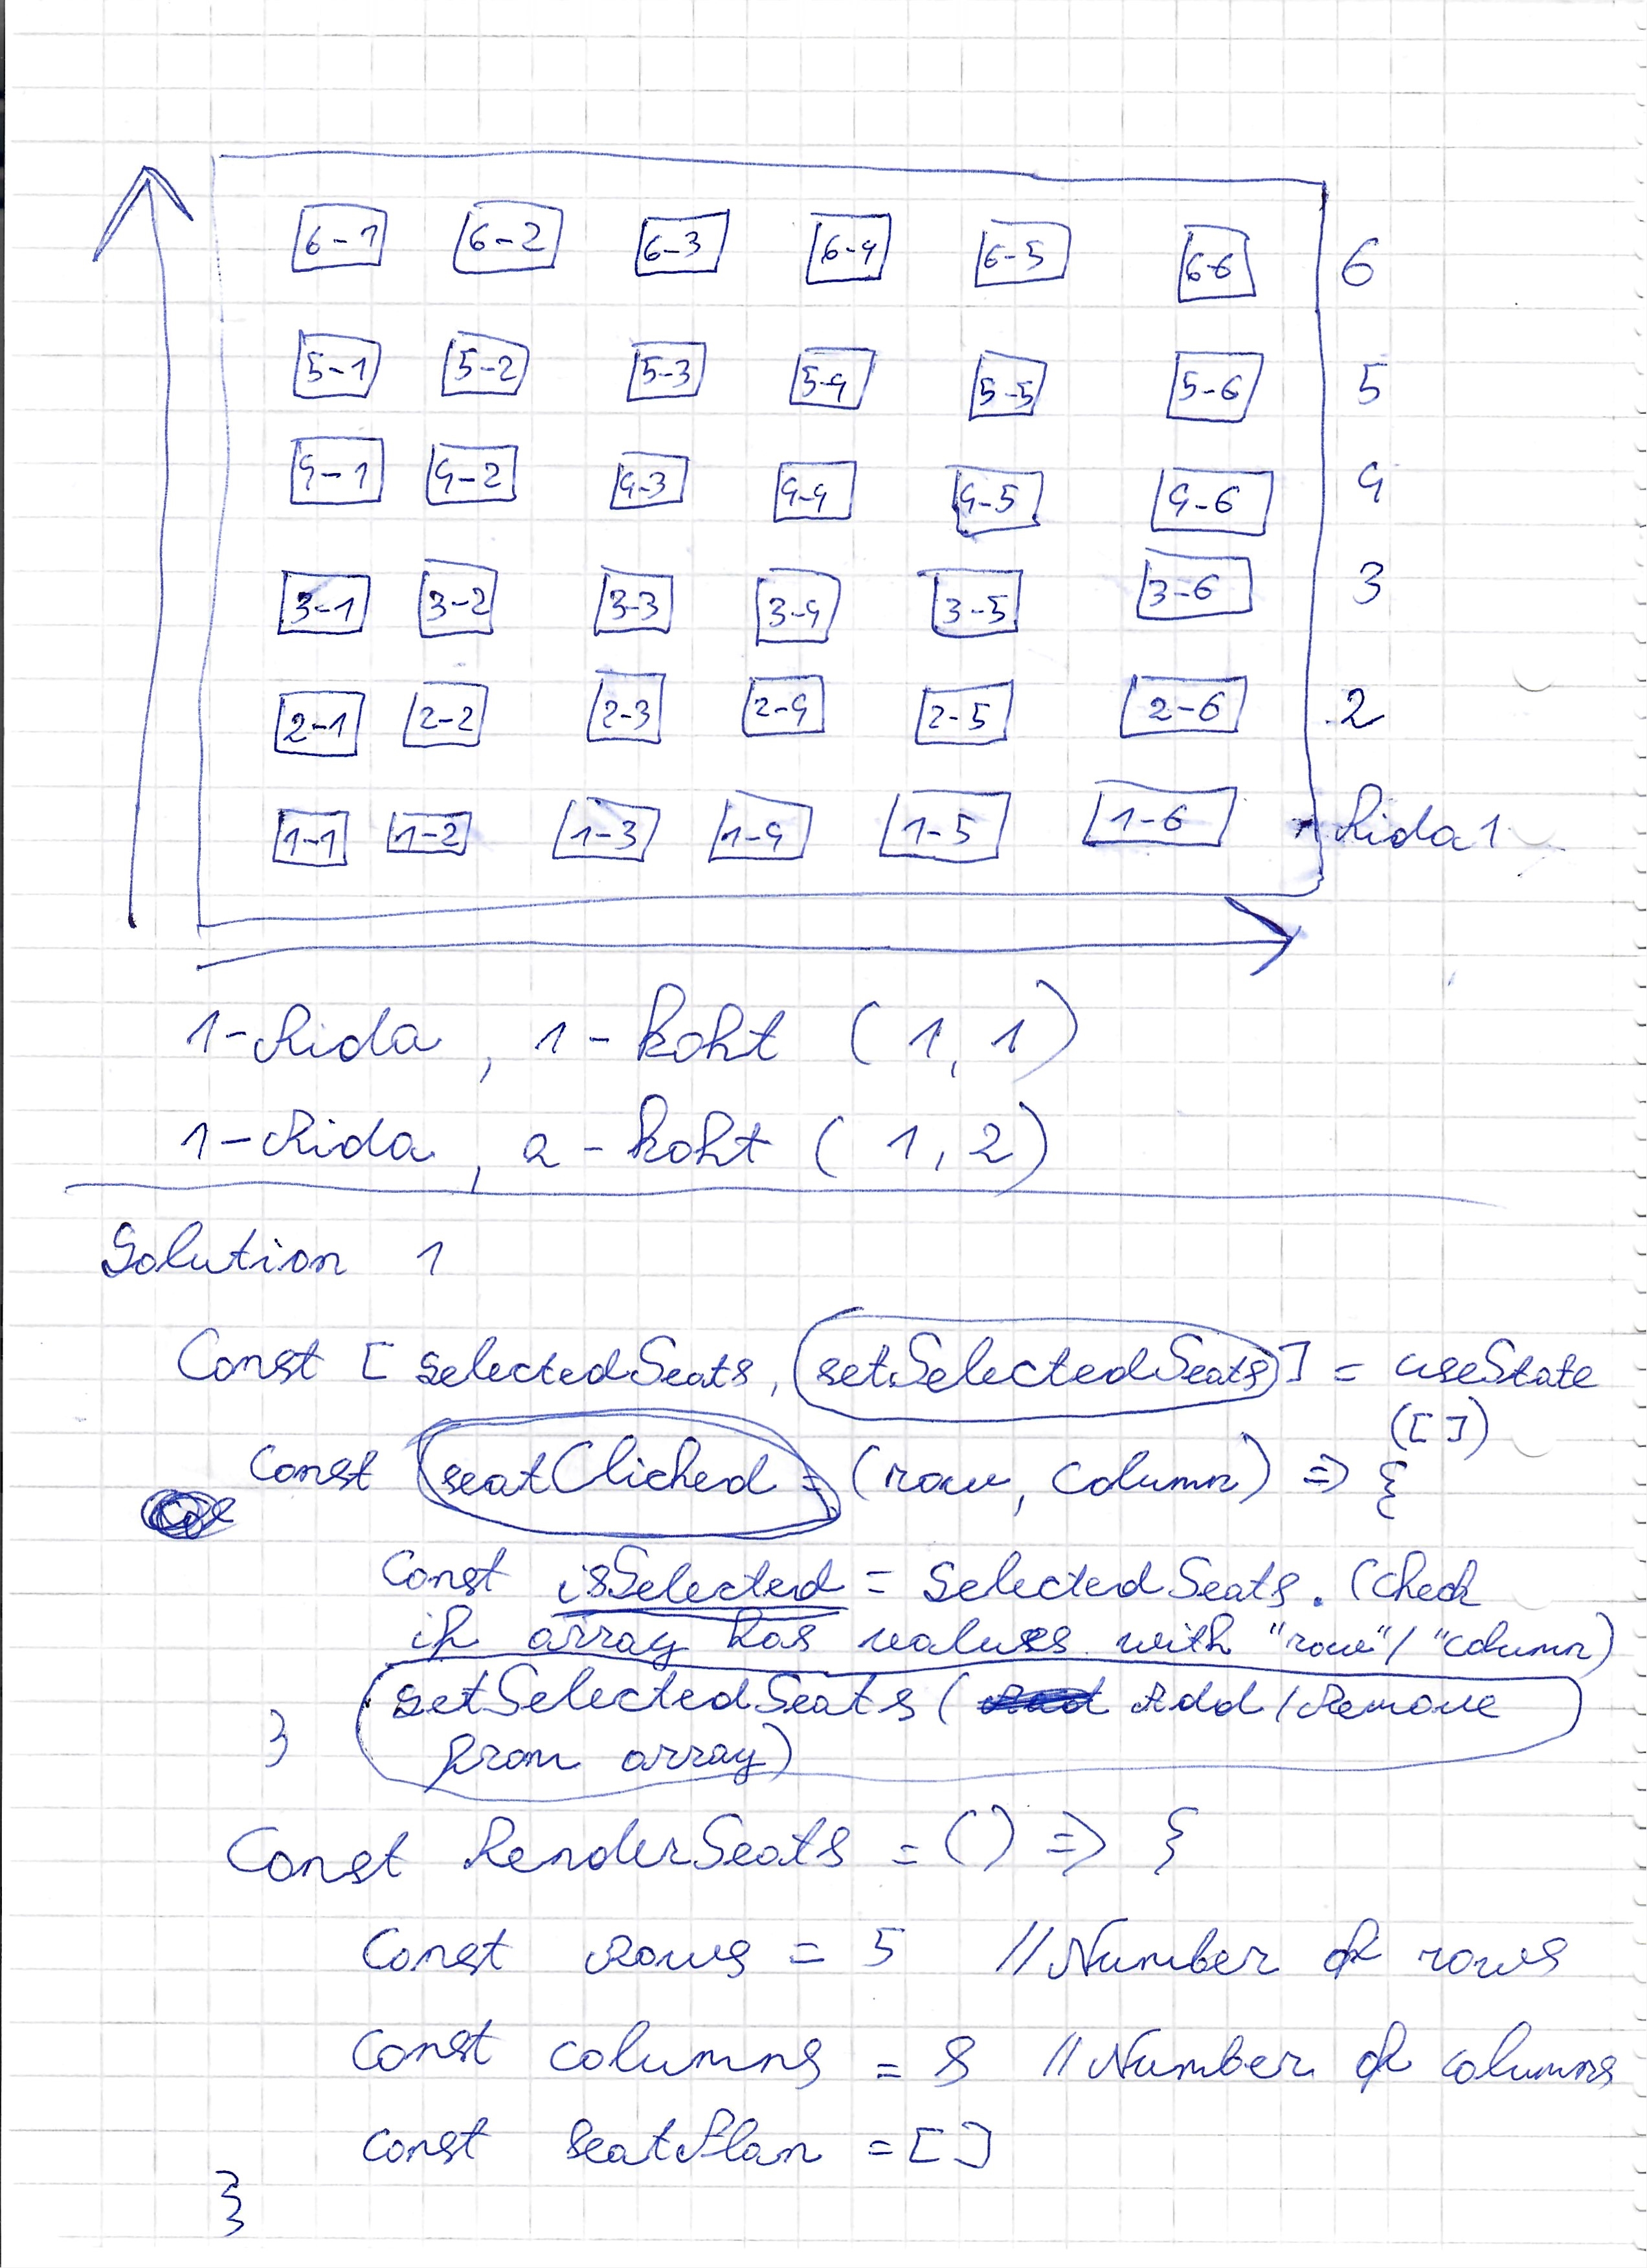 6-1 6-2 6-3 6-4 6-5 6-6 6
5-1 5-2 5-3 5-4 5-5 5-6 5
4-1 4-2 4-3 4-4 4-5 4-6 4
3-1 3-2 3-3 3-4 3-5 3-6 3
2-1 2-2 2-3 2-4 2-5 2-6 2
1-1 1-2 1-3 1-4 1-5 1-6 Rida 1
1-Rida, 1-koht (1,1)
1-Rida, 2-koht (1,2)
Solution 1
Const [selectedSeats, setSelectedSeats] = useState
([])
Const seatClicked = (row, column) => {
Const isSelected = selectedSeats. (check
if array has values with "row"/ "column)
setSelectedSeats ( Add / Remove
} from array)
Const RenderSeats = () => {
Const Rows = 5 //Number of rows
Const columns = 8 //Number of columns
const seatPlan = []
}